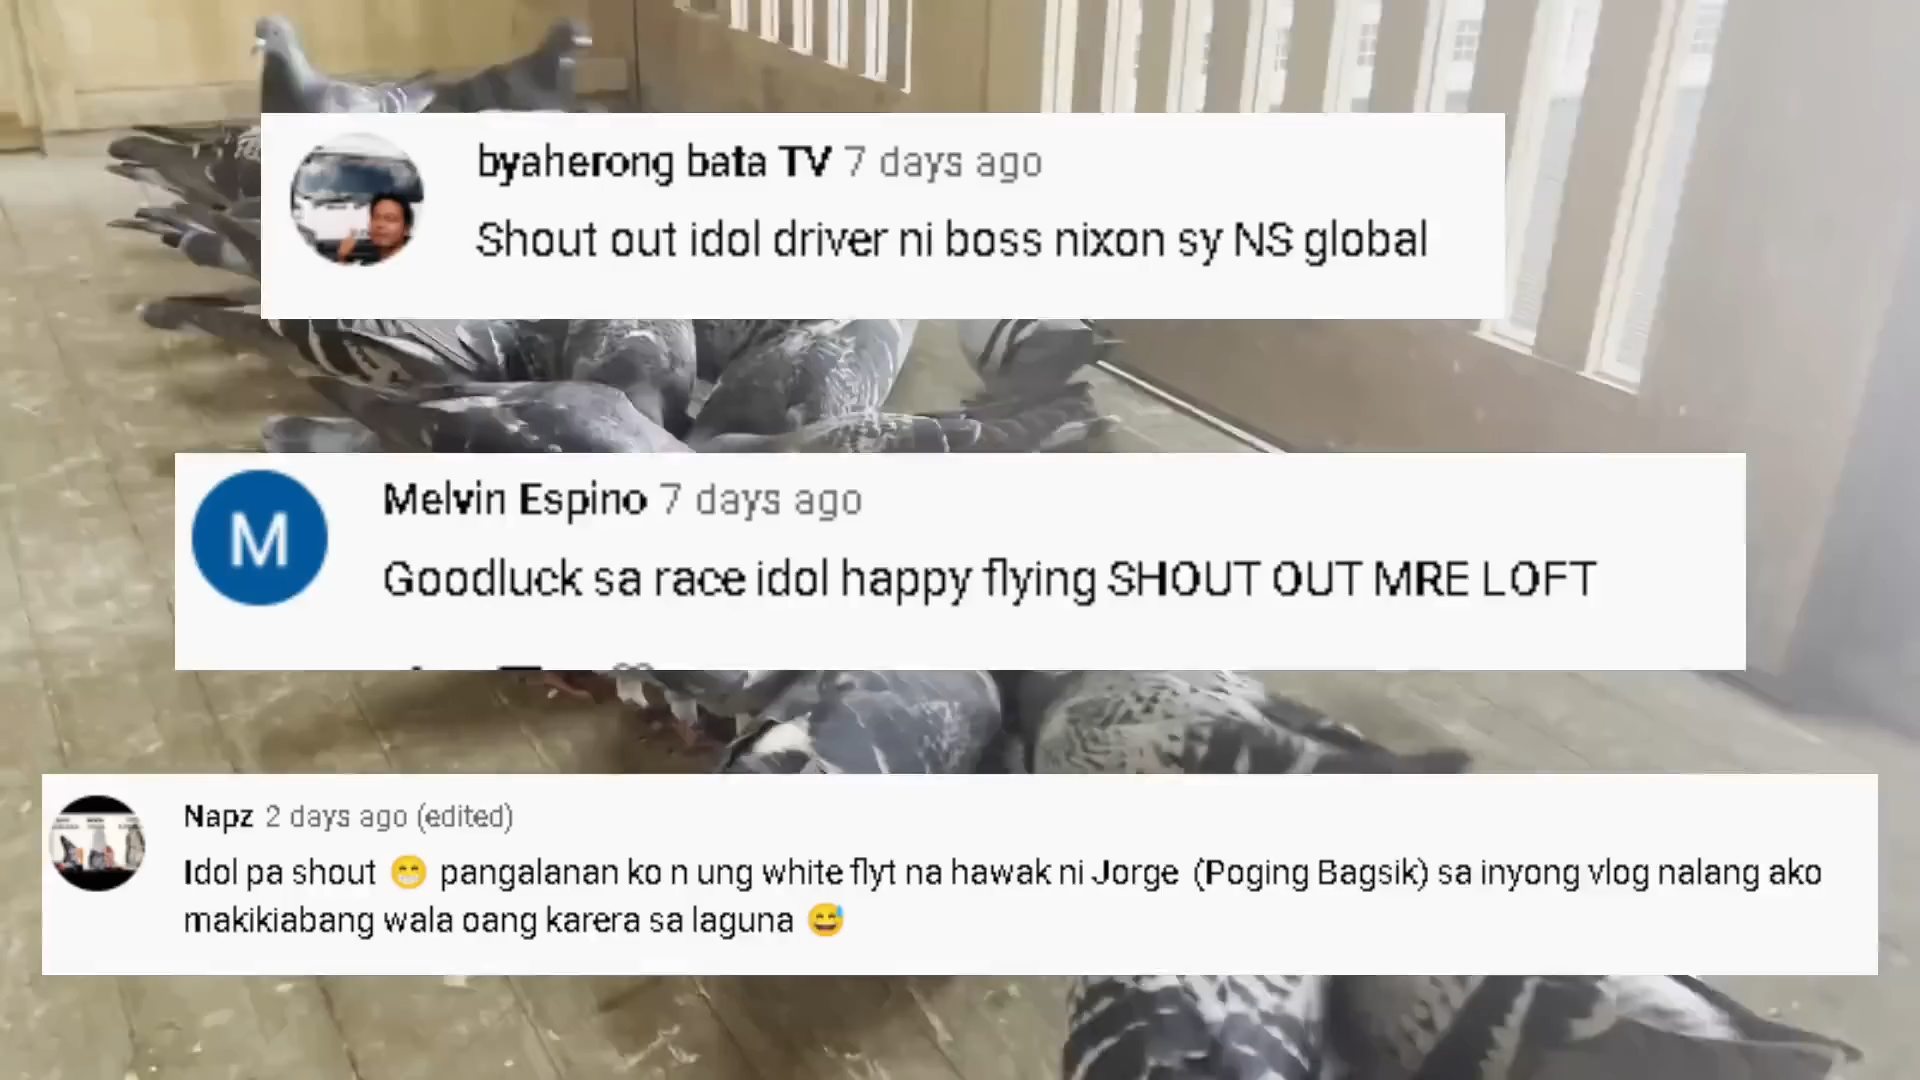 byaherong bata TV 7 days ago
Shout out idol driver ni boss nixon sy NS global
M
Melvin Espino 7 days ago
Goodluck sa race idol happy flying SHOUT OUT MRE LOFT
Napz 2 days ago (edited)
Idol pa shout 😁 pangalanan ko n ung white flyt na hawak ni Jorge (Poging Bagsik) sa inyong vlog nalang ako
makikiabang wala oang karera sa laguna 😅